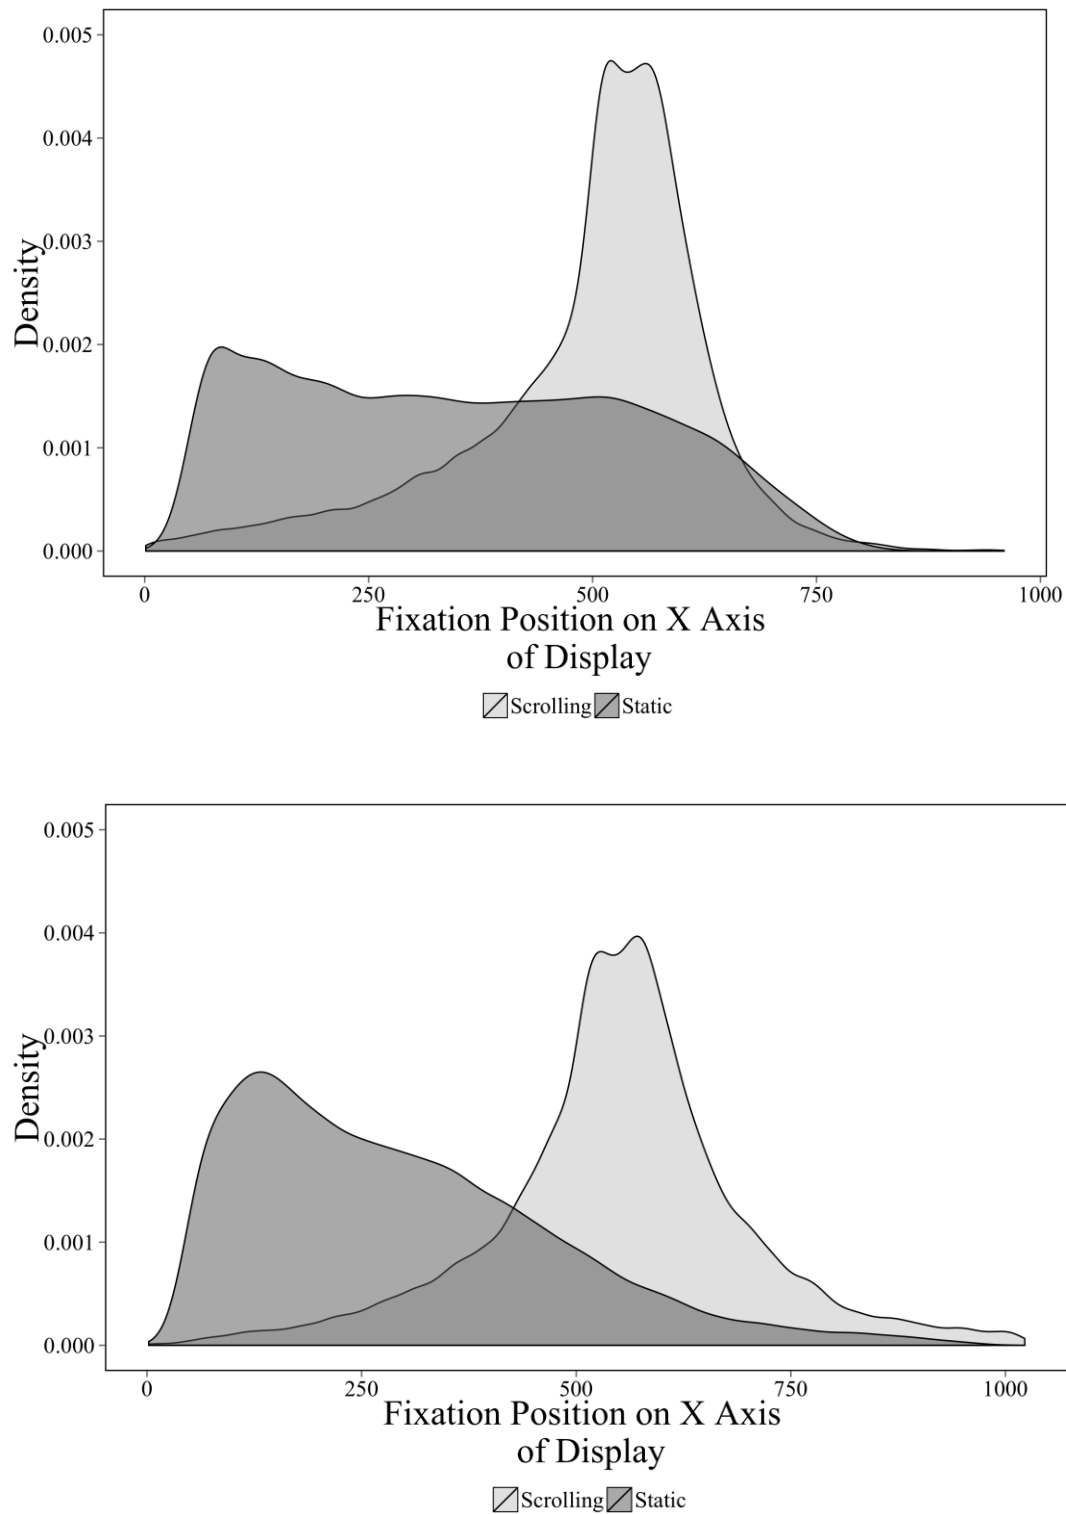 0.005
0.004
0.003
0.002
0.001
0.000
Density
0 250 500 750 1000
Fixation Position on X Axis
of Display
Scrolling Static
0.005
0.004
0.003
0.002
0.001
0.000
Density
0 250 500 750 1000
Fixation Position on X Axis
of Display
Scrolling Static